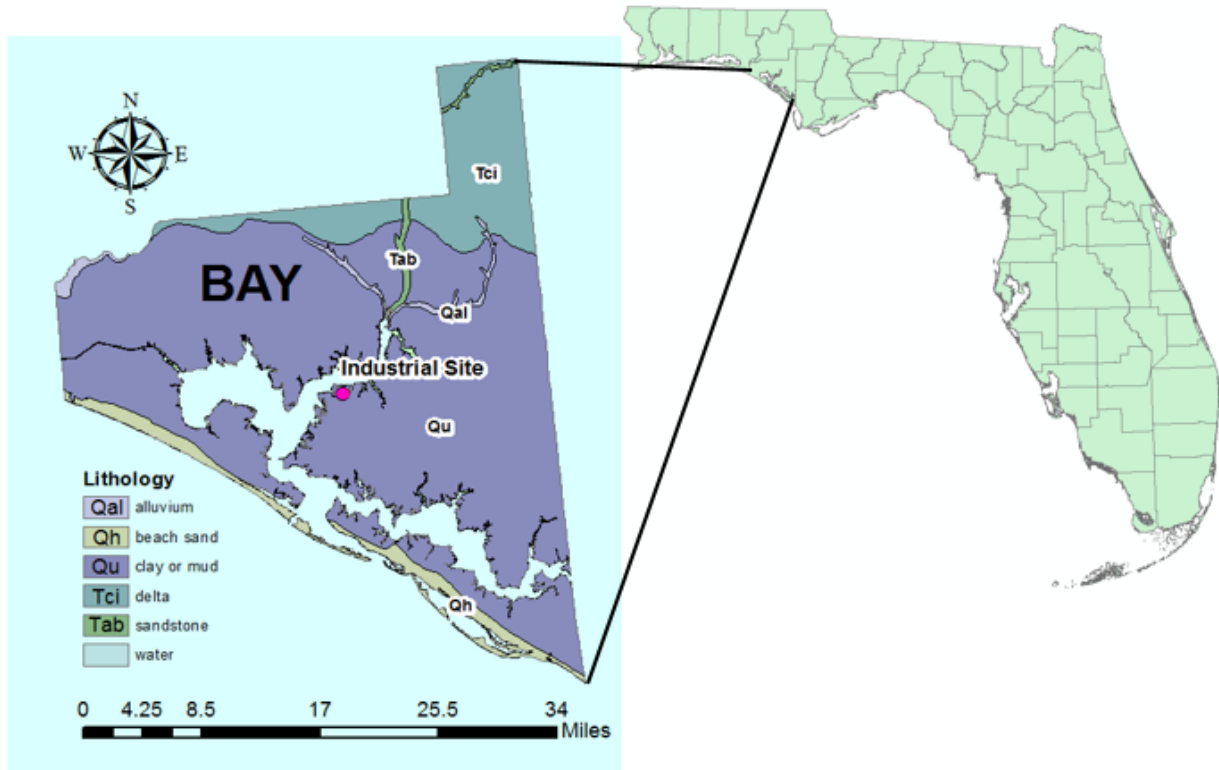 N
W E
S
Tci
Tab
BAY
Qal
Industrial Site
Qu
Qh
Lithology
Qal alluvium
Qh beach sand
Qu clay or mud
Tci delta
Tab sandstone
water
0 4.25 8.5 17 25.5 34
Miles